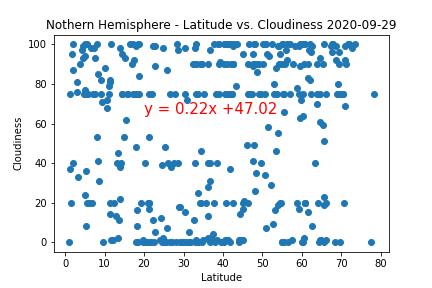 Nothern Hemisphere - Latitude vs. Cloudiness 2020-09-29
100
80
y = 0.22x +47.02
60
Cloudiness
40
20
0
0 10 20 30 40 50 60 70 80
Latitude